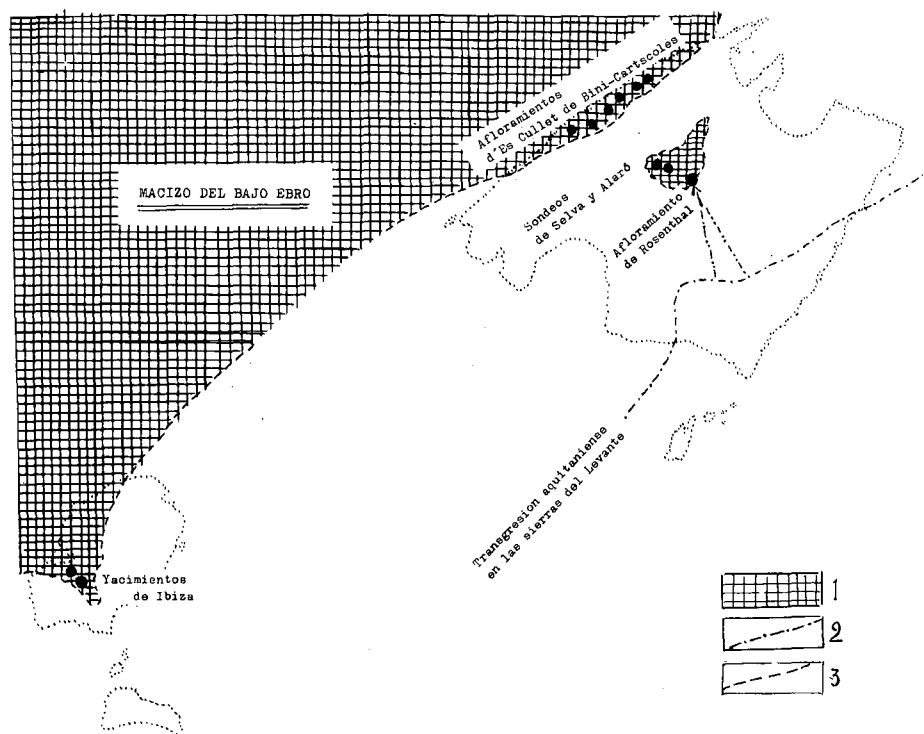 Afloramientos
d'Es Cullet de Bini-Cartscoles
MACIZO DEL BAJO EBRO
Sondeos
de Selva y Alaró
Afloramiento
de Rosenthal
Transgresion aquitaniense
en las sierras del Levante
Yacimientos
de Ibiza
1
2
3